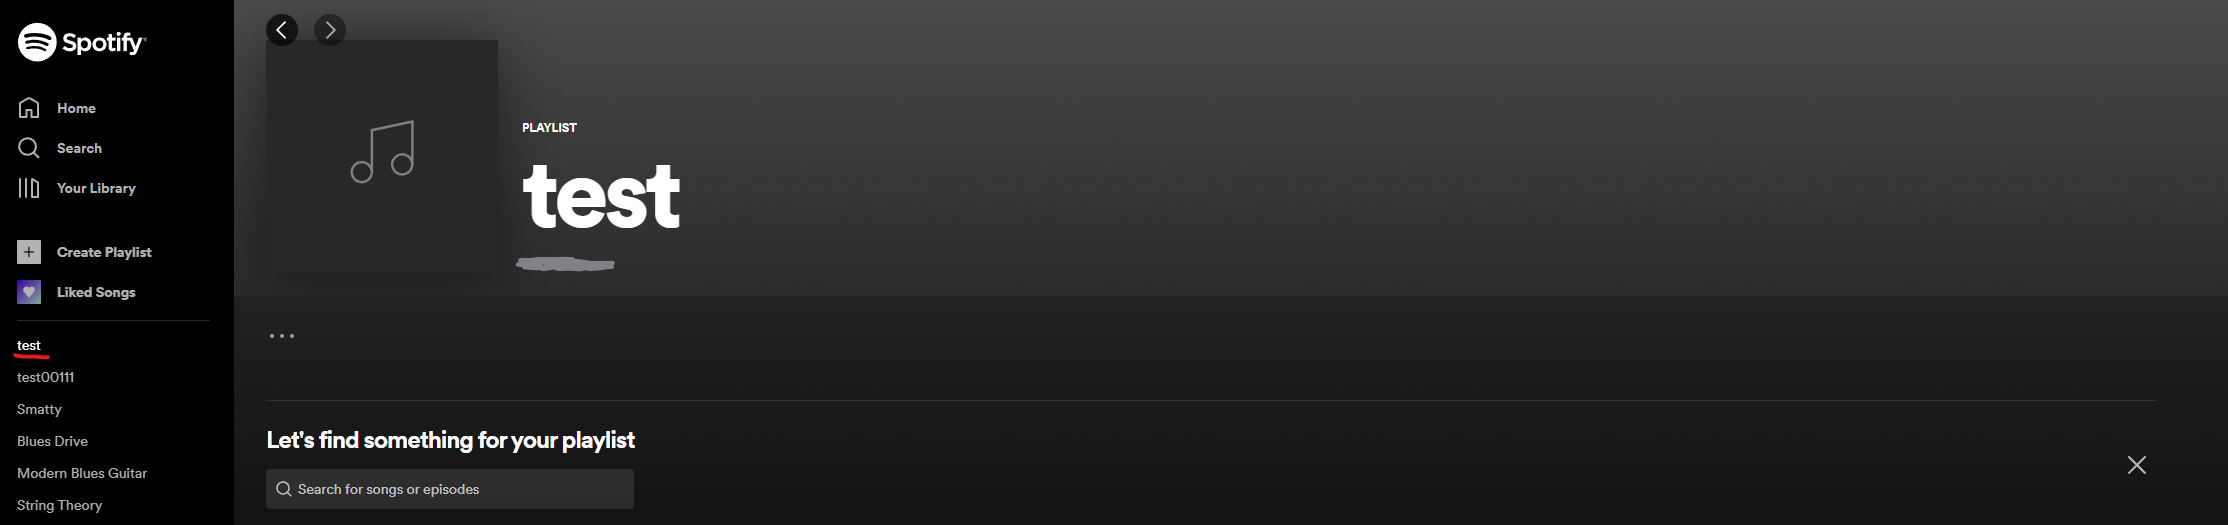 Spotify
Home
Search
Your Library
Create Playlist
Liked Songs
test
test00111
Smatty
Blues Drive
Modern Blues Guitar
String Theory
PLAYLIST
test
Let's find something for your playlist
Search for songs or episodes